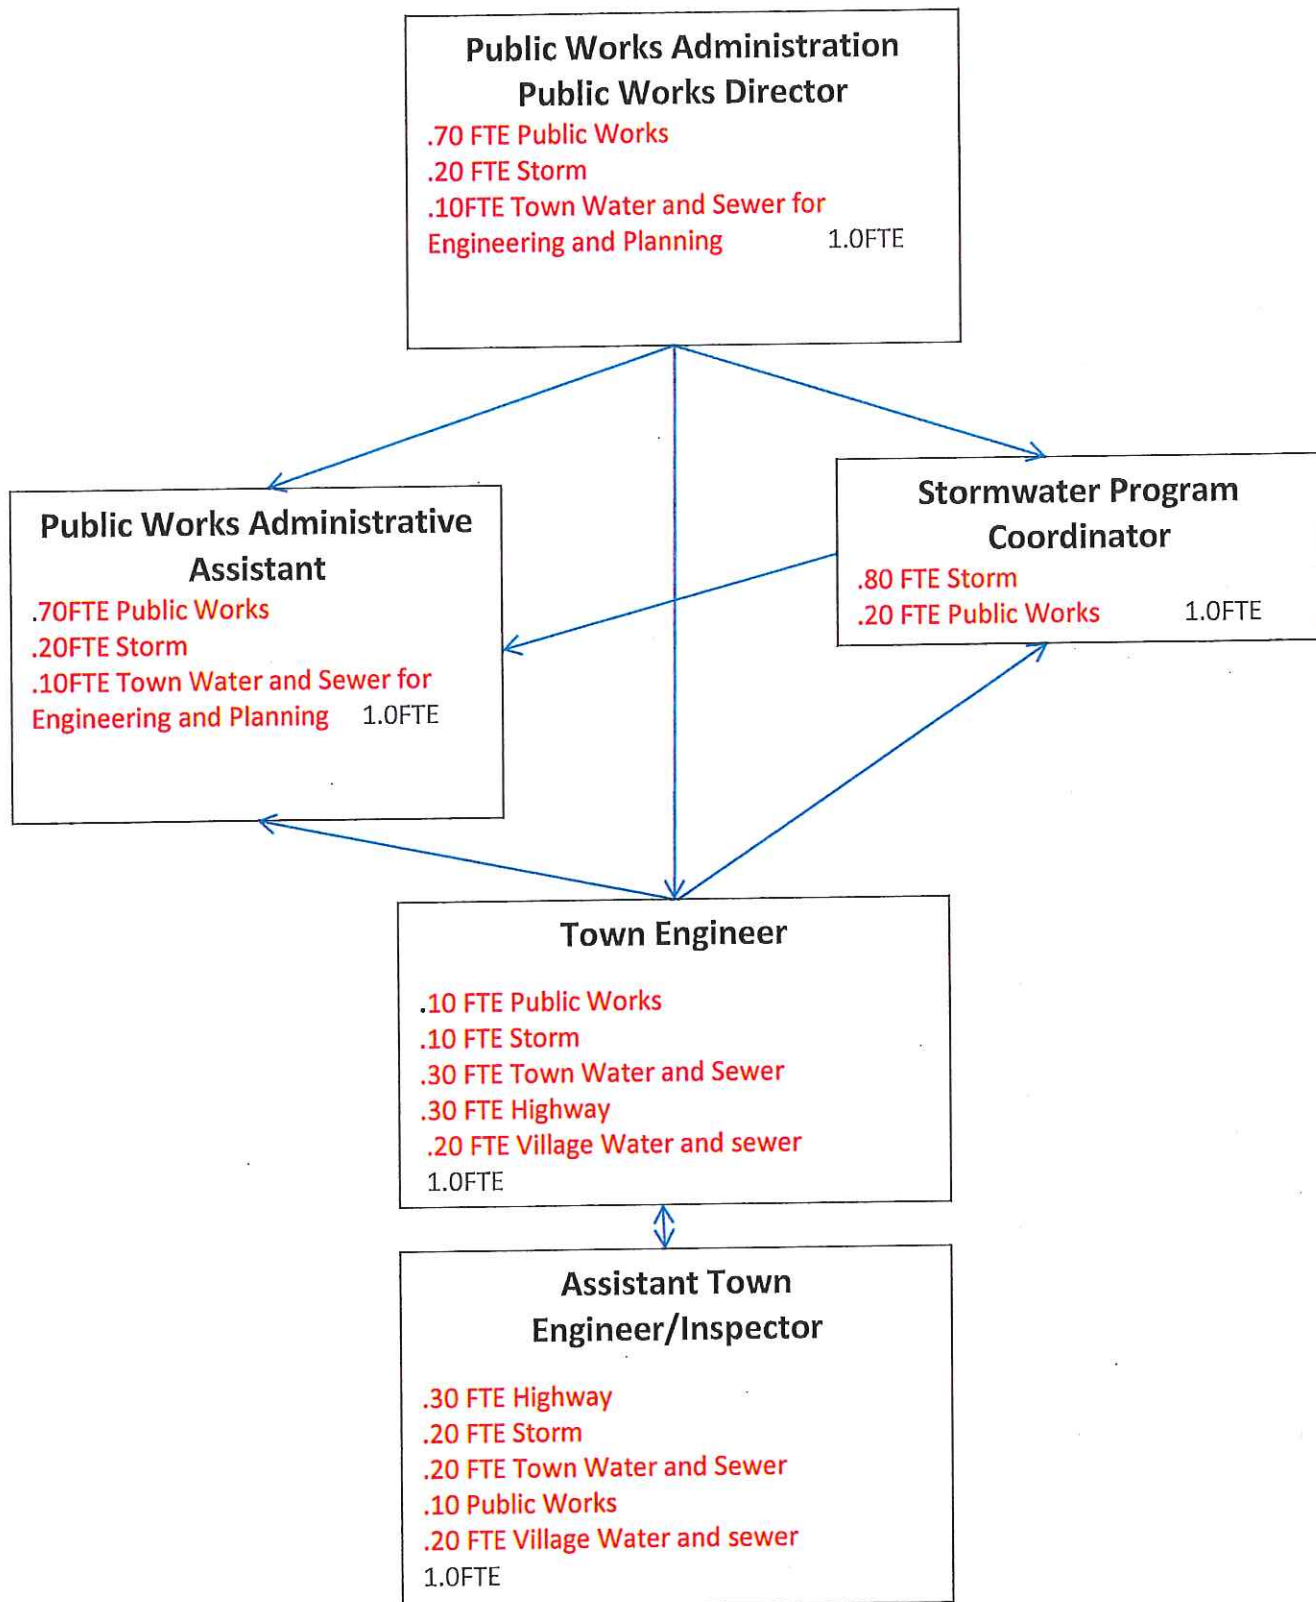 Public Works Administration
Public Works Director
.70 FTE Public Works
.20 FTE Storm
.10FTE Town Water and Sewer for
Engineering and Planning 1.0FTE
Public Works Administrative
Assistant
.70FTE Public Works
.20FTE Storm
.10FTE Town Water and Sewer for
Engineering and Planning 1.0FTE
Stormwater Program
Coordinator
.80 FTE Storm
.20 FTE Public Works 1.0FTE
Town Engineer
.10 FTE Public Works
.10 FTE Storm
.30 FTE Town Water and Sewer
.30 FTE Highway
.20 FTE Village Water and sewer
1.0FTE
Assistant Town
Engineer/Inspector
.30 FTE Highway
.20 FTE Storm
.20 FTE Town Water and Sewer
.10 Public Works
.20 FTE Village Water and sewer
1.0FTE